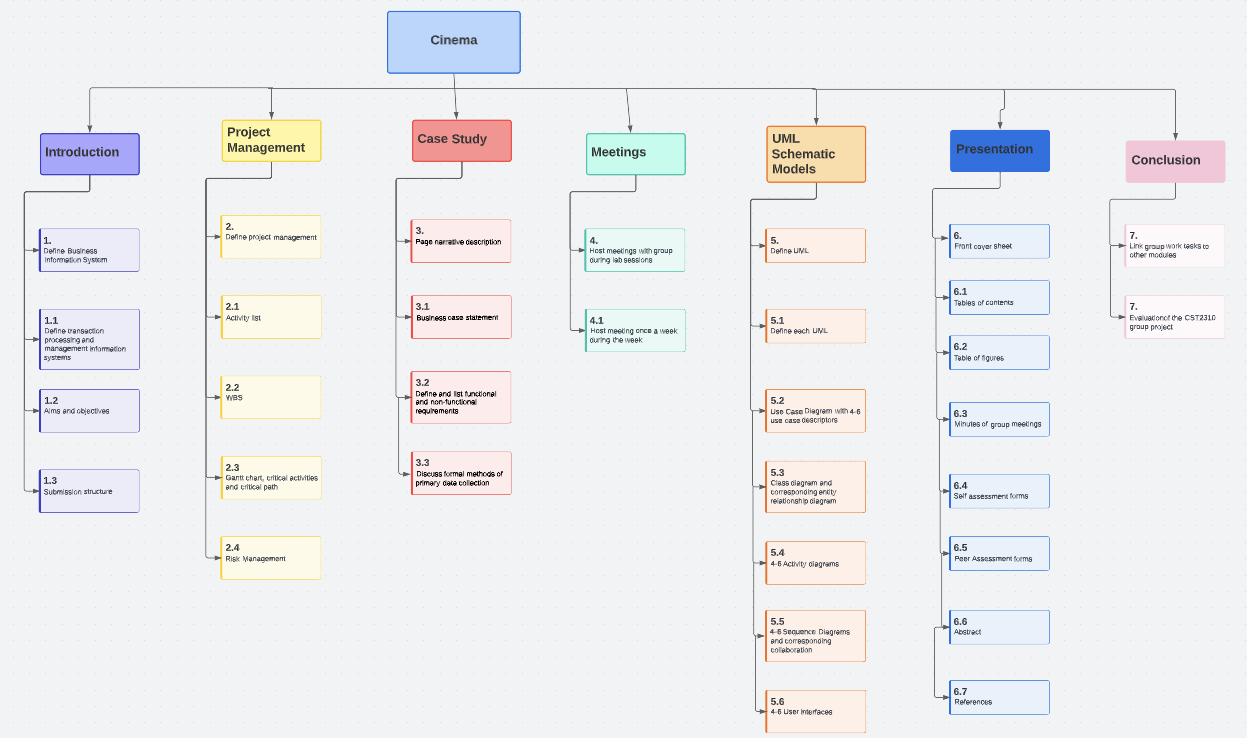 Cinema
Introduction
1.
Define Business
Information System
1.1
Define transaction
processing and
management information
systems
1.2
Aims and objectives
1.3
Submission structure
Project
Management
2.
Define project management
2.1
Activity list
2.2
WBS
2.3
Gantt chart, critical activities
and critical path
2.4
Risk Management
Case Study
3.
Page narrative description
3.1
Business case statement
3.2
Define and list functional
and non-functional
requirements
3.3
Discuss formal methods of
primary data collection
Meetings
4.
Host meetings with group
during lab sessions
4.1
Host meeting once a week
during the week
UML
Schematic
Models
5.
Define UML
5.1
Define each UML
5.2
Use Case Diagram with 4-6
use case descriptors
5.3
Class diagram and
corresponding entity
relationship diagram
5.4
4-6 Activity diagrams
5.5
4-6 Sequence Diagrams
and corresponding
collaboration
5.6
4-6 User interfaces
Presentation
6.
Front cover sheet
6.1
Tables of contents
6.2
Table of figures
6.3
Minutes of group meetings
6.4
Self assessment forms
6.5
Peer Assessment forms
6.6
Abstract
6.7
References
Conclusion
7.
Link group work tasks to
other modules
7.
Evaluation of the CST2310
group project